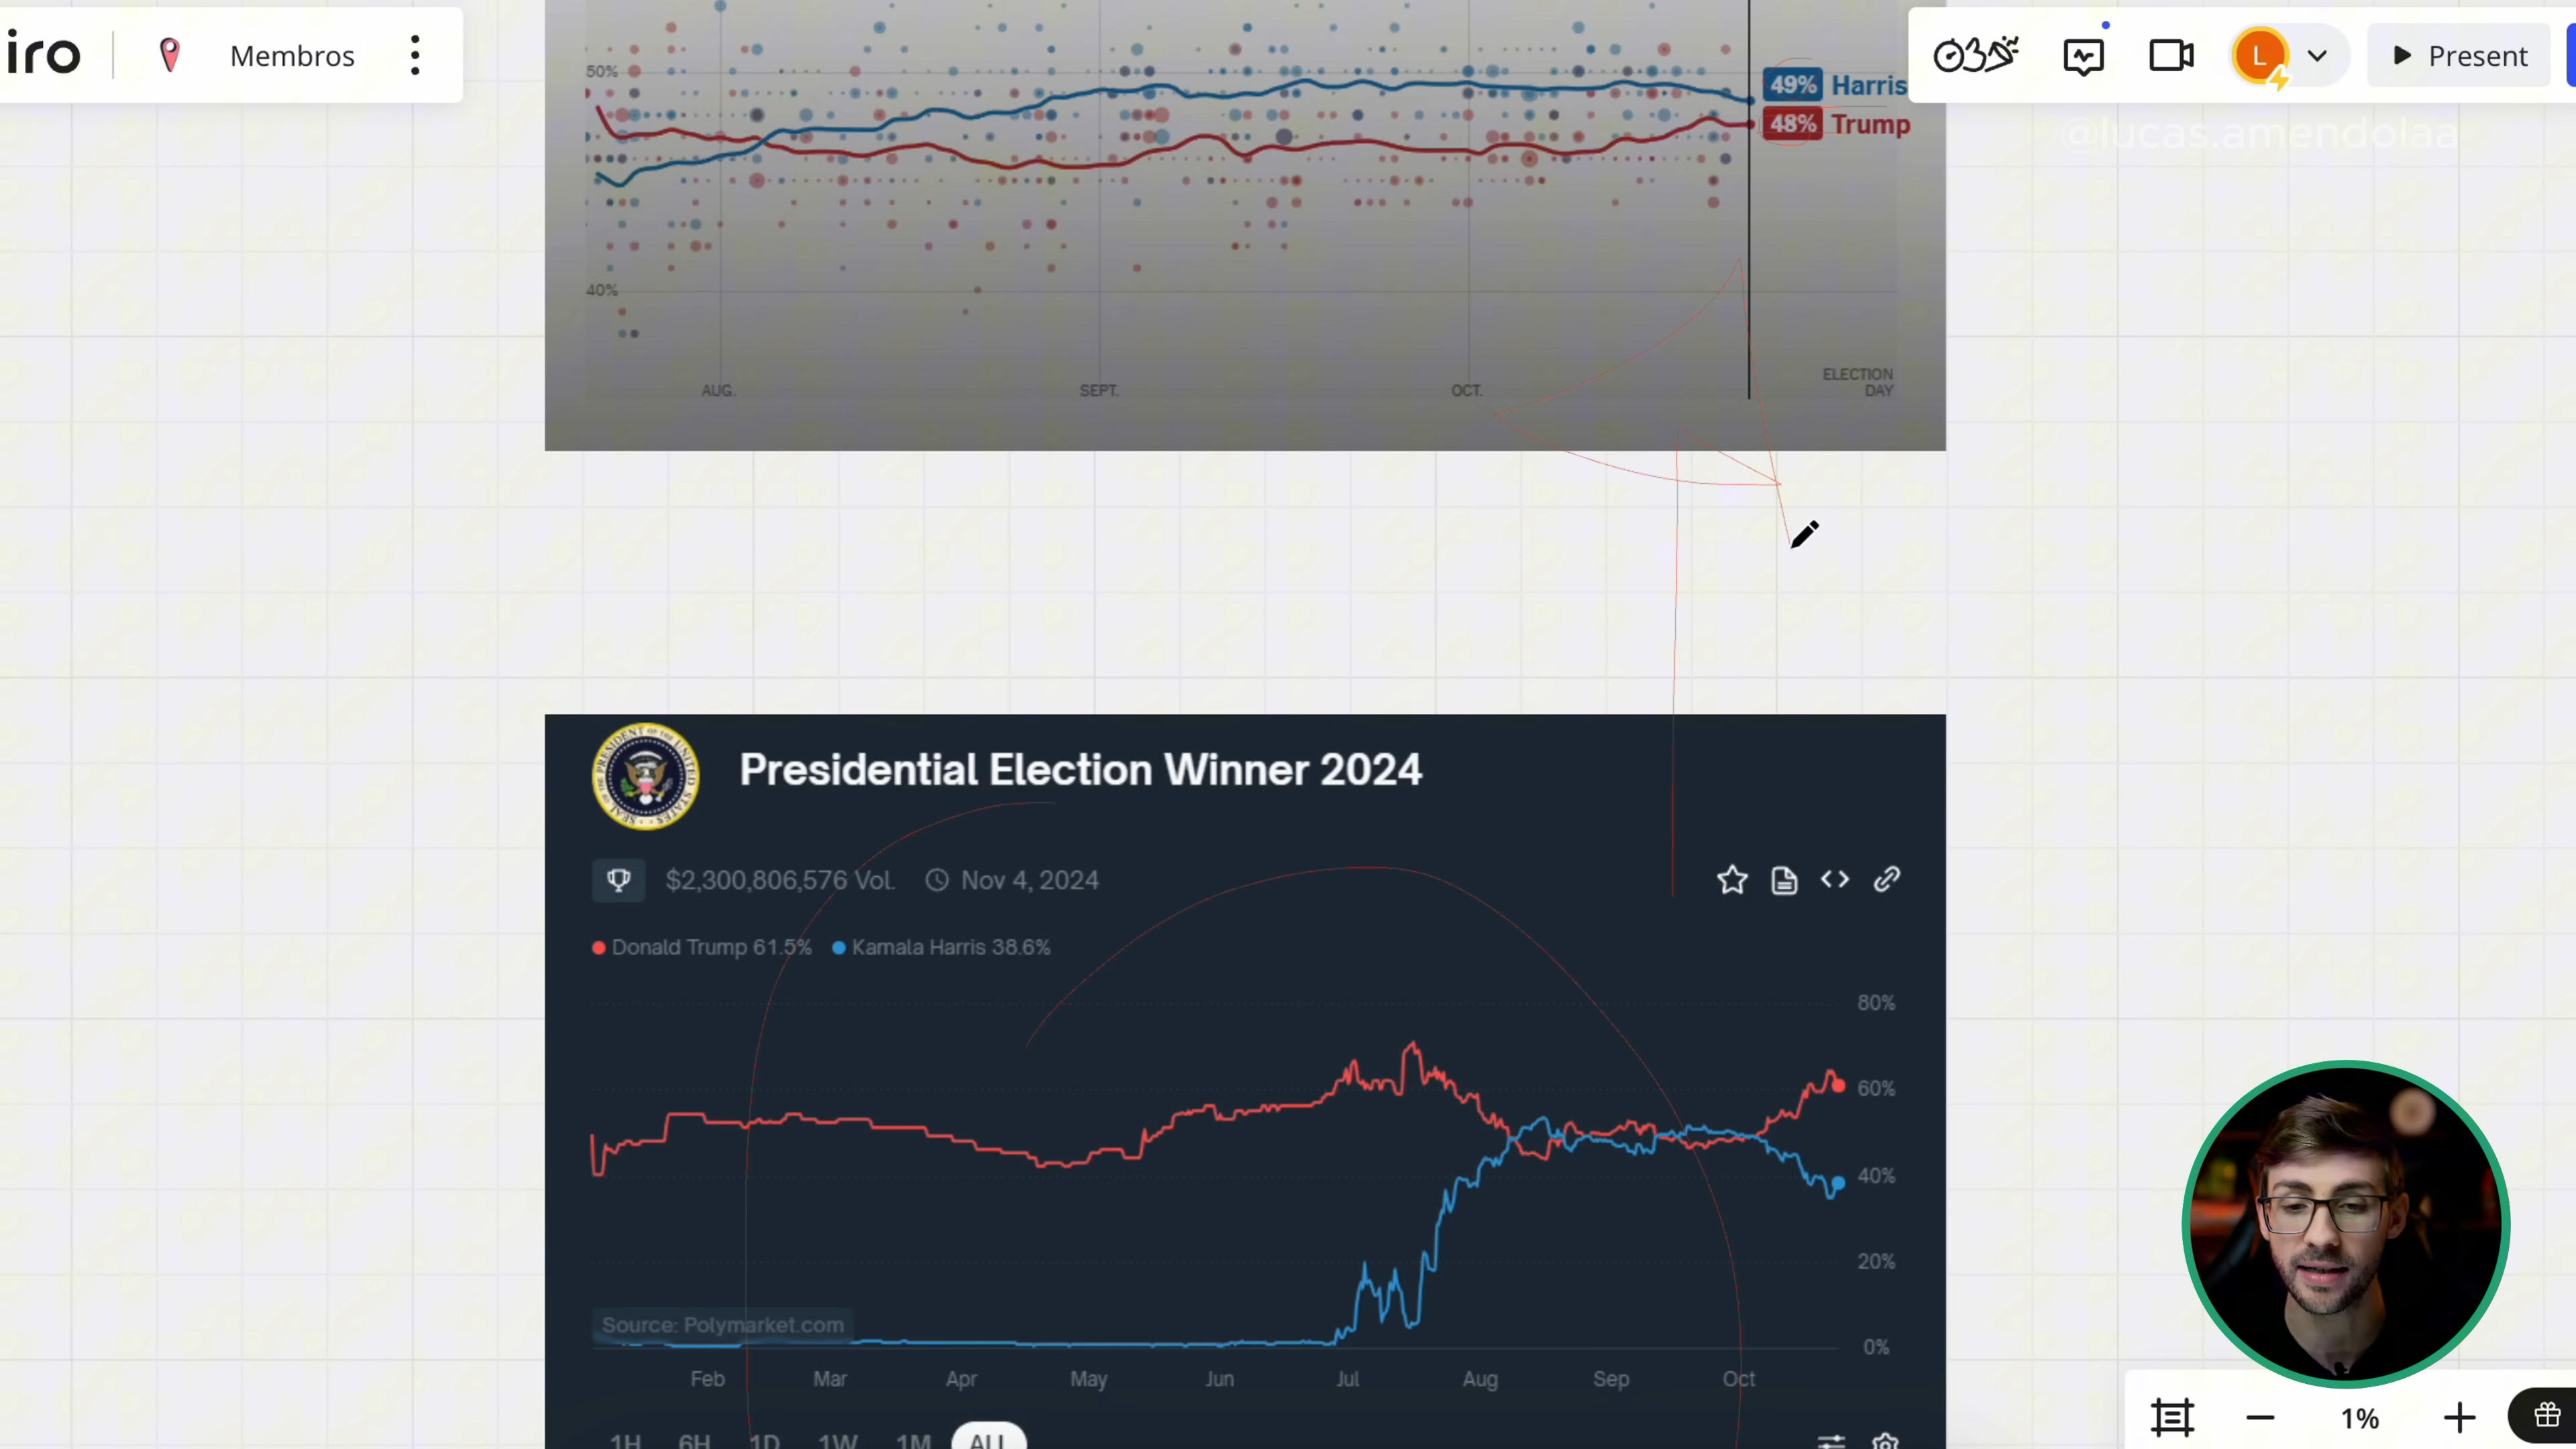 iro
Membros
Present
L
@lucas.amendolaa
50%
49% Harris
48% Trump
40%
AUG.
SEPT.
OCT.
ELECTION
DAY
Presidential Election Winner 2024
$2,300,806,576 Vol.
Nov 4, 2024
Donald Trump 61.5%
Kamala Harris 38.6%
80%
60%
40%
20%
0%
Source: Polymarket.com
Feb
Mar
Apr
May
Jun
Jul
Aug
Sep
Oct
1H
6H
1D
1W
1M
ALL
1%